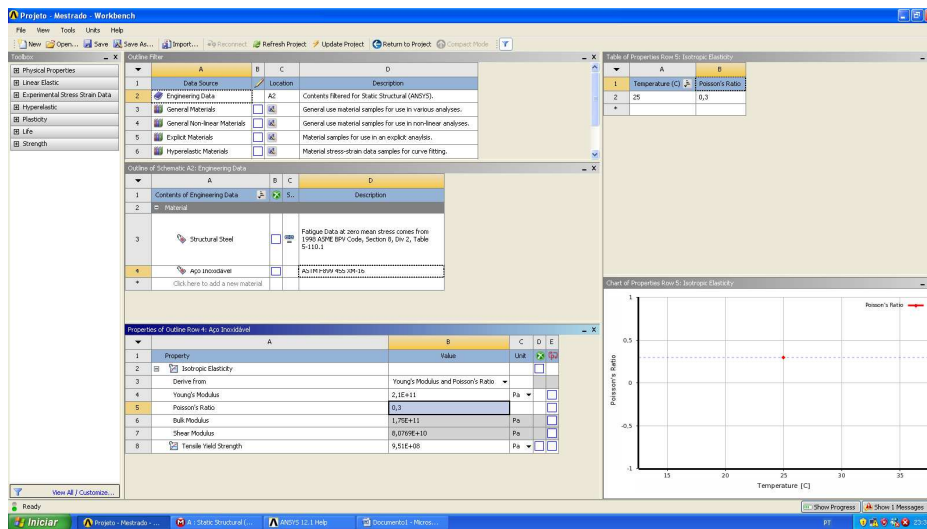 Projeto - Mestrado - Workbench
File View Tools Units Help
New Open... Save Save As... Import... Reconnect Refresh Project Update Project Return to Project Compact Mode
Toolbox
Physical Properties
Linear Elastic
Experimental Stress Strain Data
Hyperelastic
Plasticity
Life
Strength
View All / Customize...
Outline Filter
A B C D
1 Data Source Location Description
2 Engineering Data A2 Contents filtered for Static Structural (ANSYS).
3 General Materials General use material samples for use in various analyses.
4 General Non-linear Materials General use material samples for use in non-linear analyses.
5 Explicit Materials Material samples for use in an explicit anaylsis.
6 Hyperelastic Materials Material stress-strain data samples for curve fitting.
Outline of Schematic A2: Engineering Data
A B C D
1 Contents of Engineering Data S.. Description
2 Material
3 Structural Steel Fatigue Data at zero mean stress comes from
1998 ASME BPV Code, Section 8, Div 2, Table
5-110.1
4 Aço Inoxidável ASTM F899 455 XM-16
* Click here to add a new material
Properties of Outline Row 4: Aço Inoxidável
A B C D E
1 Property Value Unit
2 Isotropic Elasticity
3 Derive from Young's Modulus and Poisson's Ratio
4 Young's Modulus 2,1E+11 Pa
5 Poisson's Ratio 0,3
6 Bulk Modulus 1,75E+11 Pa
7 Shear Modulus 8,0769E+10 Pa
8 Tensile Yield Strength 9,51E+08 Pa
Table of Properties Row 5: Isotropic Elasticity
A B
1 Temperature (C) Poisson's Ratio
2 25 0,3
*
Chart of Properties Row 5: Isotropic Elasticity
Poisson's Ratio
1
0.5
0
-0.5
-1
Poisson's Ratio
15 20 25 30 35
Temperature [C]
Ready
Show Progress Show 1 Messages
Iniciar Projeto - Mestrado - ... A : Static Structural (... ANSYS 12.1 Help Documento1 - Micros... PT